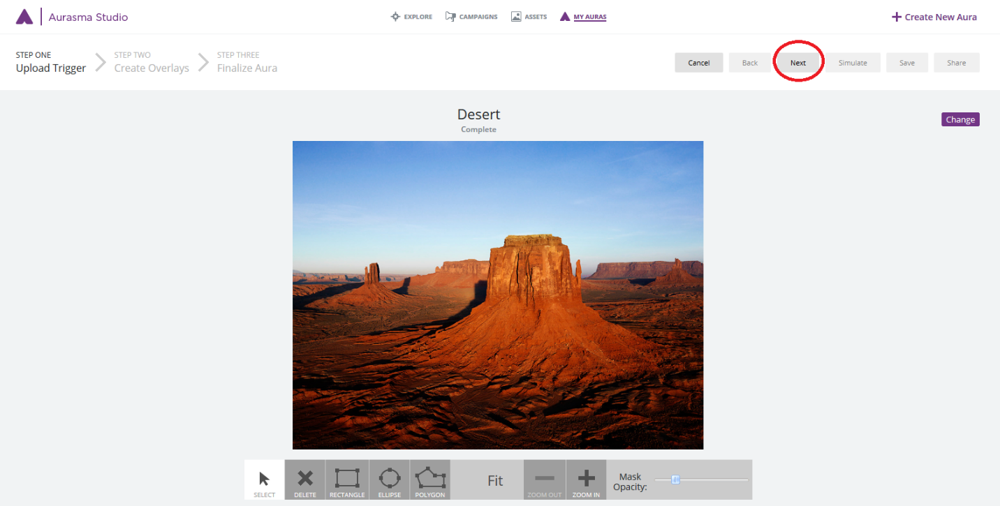 Aurasma Studio
EXPLORE
CAMPAIGNS
ASSETS
MY AURAS
Create New Aura
STEP ONE
Upload Trigger
STEP TWO
Create Overlays
STEP THREE
Finalize Aura
Cancel
Back
Next
Simulate
Save
Share
Desert
Complete
Change
SELECT
DELETE
RECTANGLE
ELLIPSE
POLYGON
Fit
ZOOM OUT
ZOOM IN
Mask
Opacity: